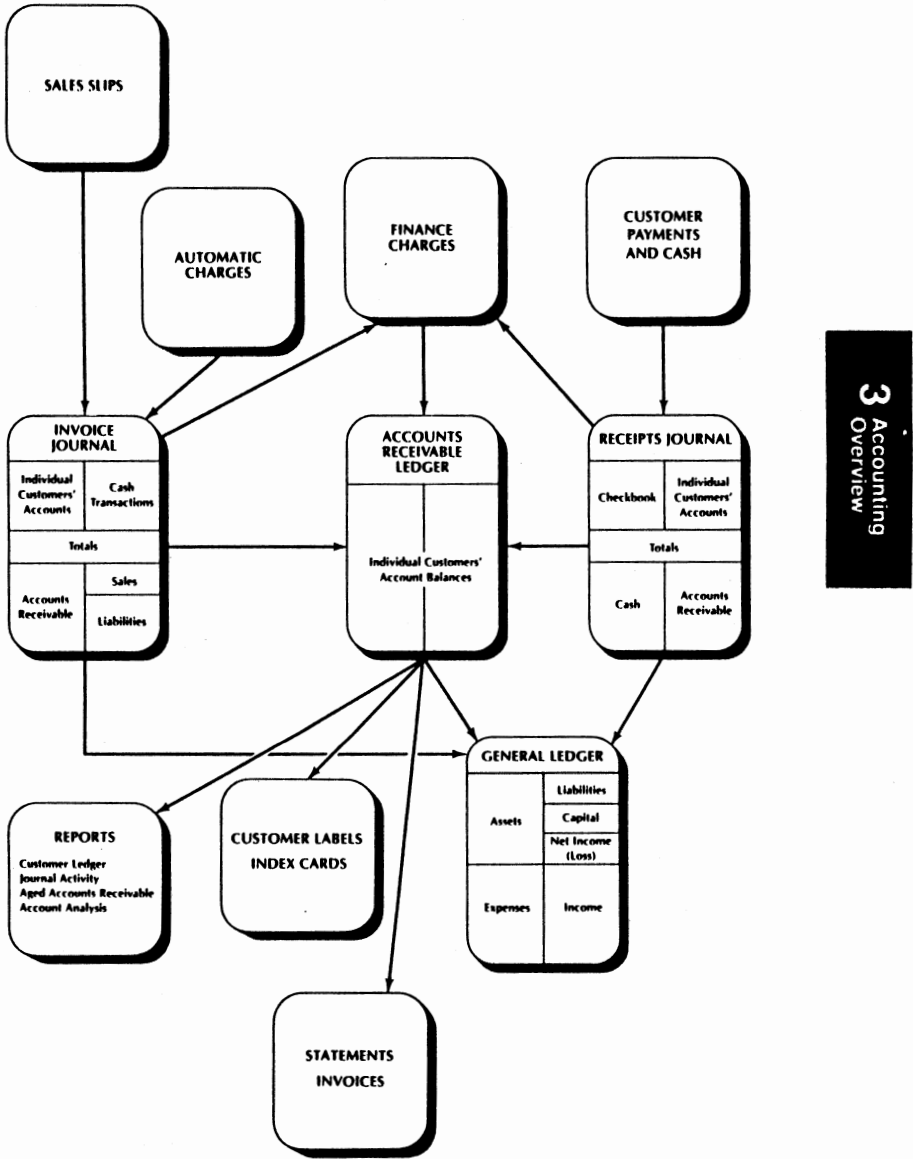 SALES SLIPS
AUTOMATIC
CHARGES
FINANCE
CHARGES
CUSTOMER
PAYMENTS
AND CASH
3 Accounting
Overview
INVOICE
JOURNAL
Individual
Customers'
Accounts
Cash
Transactions
Totals
Accounts
Receivable
Sales
Liabilities
ACCOUNTS
RECEIVABLE
LEDGER
Individual Customers'
Account Balances
RECEIPTS JOURNAL
Checkbook
Individual
Customers'
Accounts
Totals
Cash
Accounts
Receivable
GENERAL LEDGER
Assets
Liabilities
Capital
Net Income
(Loss)
Expenses
Income
REPORTS
Customer Ledger
Journal Activity
Aged Accounts Receivable
Account Analysis
CUSTOMER LABELS
INDEX CARDS
STATEMENTS
INVOICES